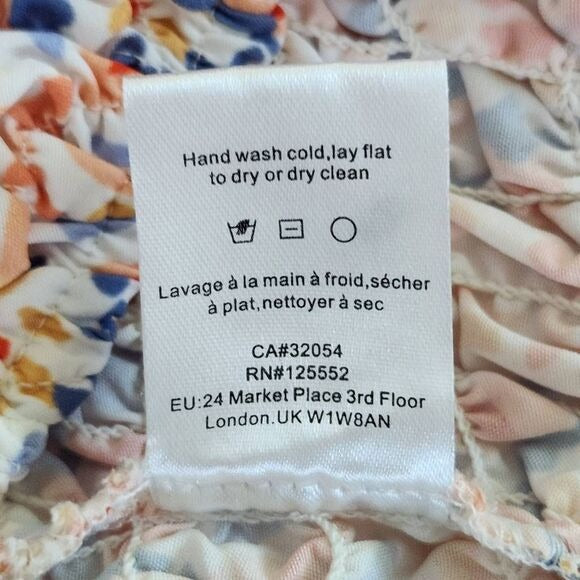 Hand wash cold,lay flat
to dry or dry clean
Lavage à la main à froid,sécher
à plat,nettoyer à sec
CA#32054
RN#125552
EU:24 Market Place 3rd Floor
London.UK W1W8AN